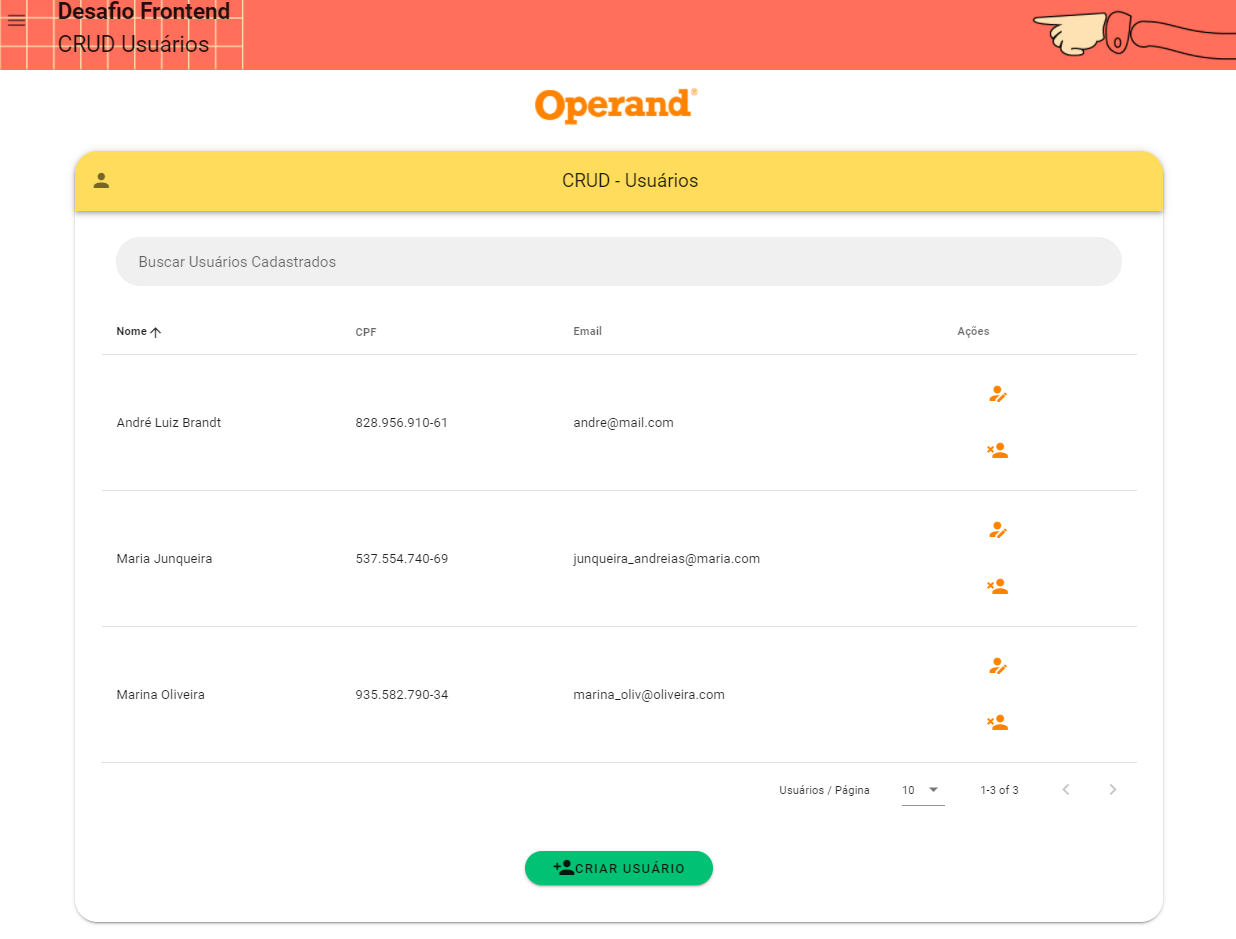 Desafio Frontend
CRUD Usuários
Operand®
CRUD - Usuários
Buscar Usuários Cadastrados
Nome CPF Email Ações
André Luiz Brandt 828.956.910-61 andre@mail.com
Maria Junqueira 537.554.740-69 junqueira_andreias@maria.com
Marina Oliveira 935.582.790-34 marina_oliv@oliveira.com
Usuários / Página 10 1-3 of 3
CRIAR USUÁRIO